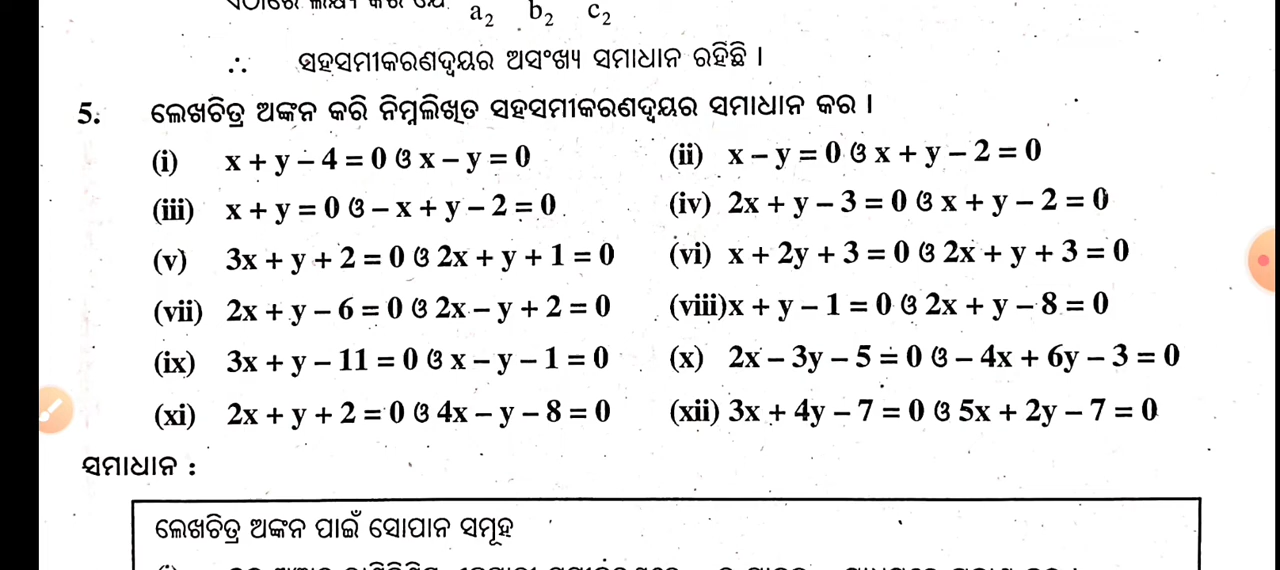 a₂ b₂ c₂
∴ ସହସମୀକରଣଦ୍ୱୟର ଅସଂଖ୍ୟ ସମାଧାନ ରହିଛି ।
5. ଲେଖଚିତ୍ର ଅଙ୍କନ କରି ନିମ୍ନଲିଖିତ ସହସମୀକରଣଦ୍ୱୟର ସମାଧାନ କର ।
(i) x + y – 4 = 0 ଓ x – y = 0 (ii) x – y = 0 ଓ x + y – 2 = 0
(iii) x + y = 0 ଓ – x + y – 2 = 0 (iv) 2x + y – 3 = 0 ଓ x + y – 2 = 0
(v) 3x + y + 2 = 0 ଓ 2x + y + 1 = 0 (vi) x + 2y + 3 = 0 ଓ 2x + y + 3 = 0
(vii) 2x + y – 6 = 0 ଓ 2x – y + 2 = 0 (viii) x + y – 1 = 0 ଓ 2x + y – 8 = 0
(ix) 3x + y – 11 = 0 ଓ x – y – 1 = 0 (x) 2x – 3y – 5 = 0 ଓ – 4x + 6y – 3 = 0
(xi) 2x + y + 2 = 0 ଓ 4x – y – 8 = 0 (xii) 3x + 4y – 7 = 0 ଓ 5x + 2y – 7 = 0
ସମାଧାନ :
ଲେଖଚିତ୍ର ଅଙ୍କନ ପାଇଁ ସୋପାନ ସମୂହ